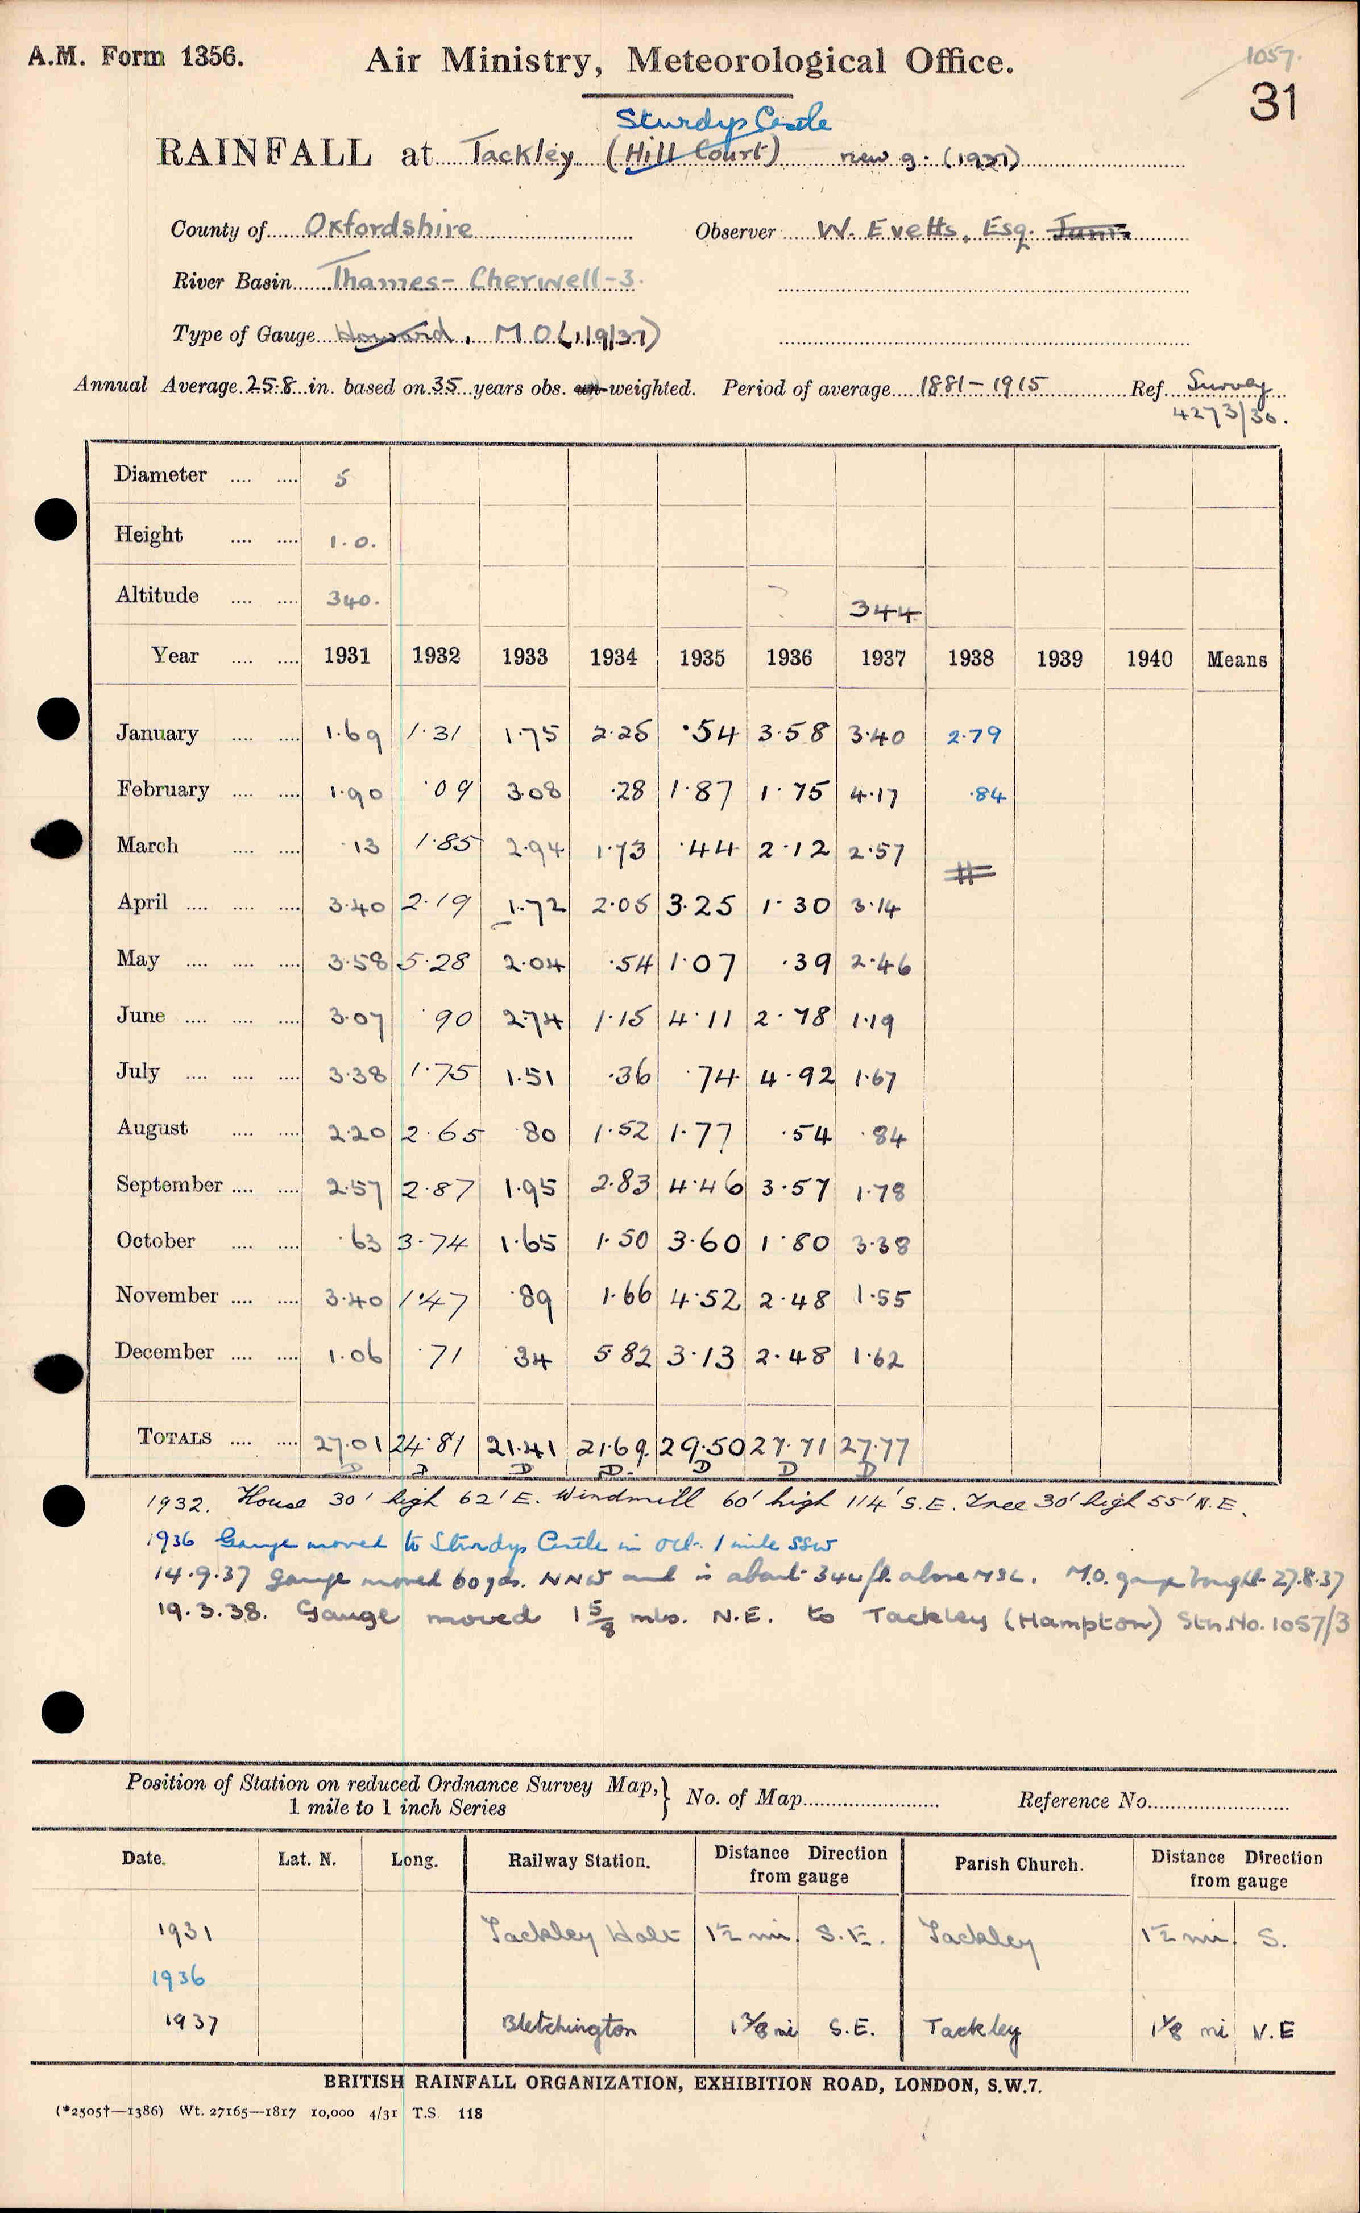 A.M. Form 1356.
Air Ministry, Meteorological Office.
1057.
31
Sturdys Castle
RAINFALL at Tackley (Hill Court) new g. (1937)
County of Oxfordshire Observer W. Evetts, Esq. Junr.
River Basin Thames - Cherwell - 3.
Type of Gauge Howard, M O (1/9/37)
Annual Average 25.8 in. based on 35 years obs. un-weighted. Period of average 1881 - 1915 Ref. Survey
4273/30.
Diameter .... .... 5
Height .... .... 1.0.
Altitude .... .... 340. ? 344
Year .... .... 1931 1932 1933 1934 1935 1936 1937 1938 1939 1940 Means
January .... .... 1.69 1.31 1.75 2.25 .54 3.58 3.40 2.79
February .... .... 1.90 .09 3.08 .28 1.87 1.75 4.17 .84
March .... .... .13 1.85 2.94 1.73 .44 2.12 2.57
April .... .... .... 3.40 2.19 1.72 2.05 3.25 1.30 3.14
May .... .... .... 3.58 5.28 2.04 .54 1.07 .39 2.46
June .... .... .... 3.07 .90 2.74 1.15 4.11 2.78 1.19
July .... .... .... 3.38 1.75 1.51 .36 .74 4.92 1.67
August .... .... 2.20 2.65 .80 1.52 1.77 .54 .84
September .... .... 2.57 2.87 1.95 2.83 4.46 3.57 1.78
October .... .... .63 3.74 1.65 1.50 3.60 1.80 3.38
November .... .... 3.40 1.47 .89 1.66 4.52 2.48 1.55
December .... .... 1.06 .71 .34 5.82 3.13 2.48 1.62
TOTALS .... .... 27.01 24.81 21.41 21.69 29.50 27.71 27.77
D D D D D D D
1932. House 30' high 62' E. Windmill 60' high 114' S.E. Tree 30' high 55' N.E.
1936 Gauge moved to Sturdys Castle in Oct. 1 mile SSW
14.9.37 gauge moved 60 yds. NNW and is about 344 ft. above MSL. M.O. gauge bought 27.8.37
19.3.38. Gauge moved 1 5/8 mls. N.E. to Tackley (Hampton) Stn. No. 1057/3
Position of Station on reduced Ordnance Survey Map,} No. of Map Reference No.
1 mile to 1 inch Series
Date. Lat. N. Long. Railway Station. Distance Direction from gauge Parish Church. Distance Direction from gauge
1931 Tackley Halt 1½ mi S.E. Tackley 1½ mi S.
1936
1937 Bletchington 1⅜ mi S.E. Tackley 1⅛ mi N.E
BRITISH RAINFALL ORGANIZATION, EXHIBITION ROAD, LONDON, S.W.7.
(*2505†—1386) Wt. 27165—1817 10,000 4/31 T.S. 118